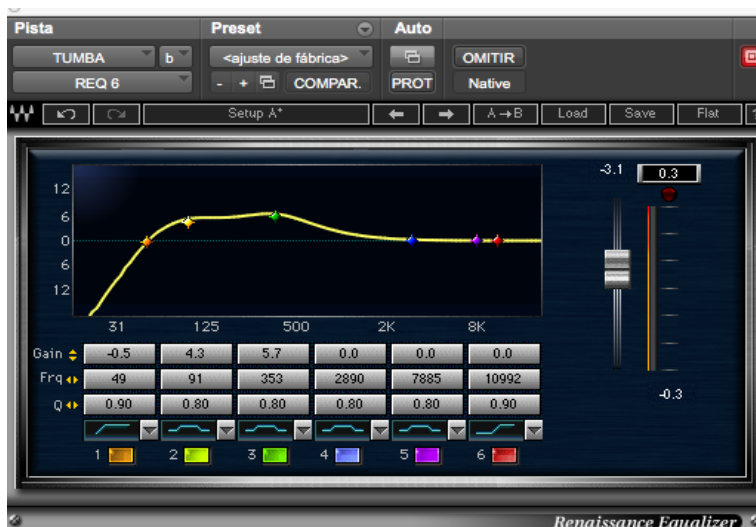 Pista Preset Auto
TUMBA b <ajuste de fábrica> OMITIR
REQ 6 - + COMPAR. PROT Native
Setup A* A→B Load Save Flat ?
-3.1 0.3
12
6
0
6
12
31 125 500 2K 8K
Gain -0.5 4.3 5.7 0.0 0.0 0.0
Frq 49 91 353 2890 7885 10992
-0.3
Q 0.90 0.80 0.80 0.80 0.80 0.90
1 2 3 4 5 6
Renaissance Equalizer